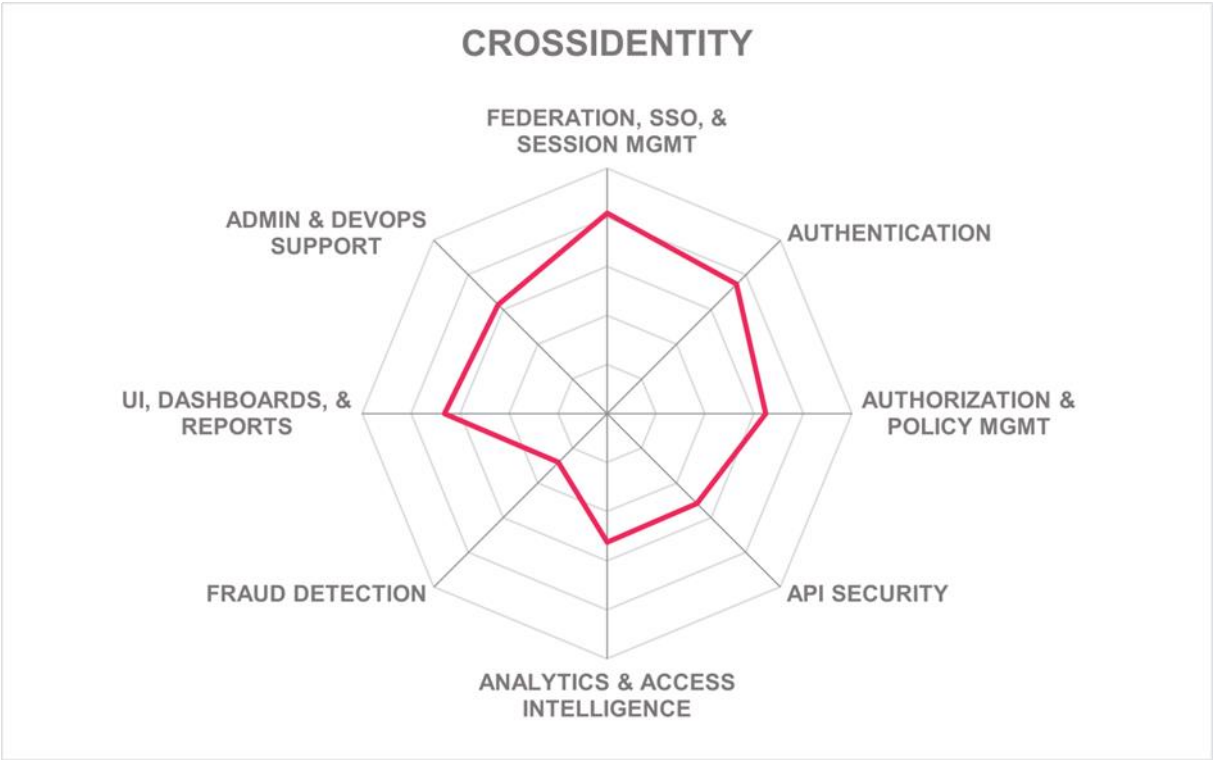 CROSSIDENTITY
FEDERATION, SSO, &
SESSION MGMT
ADMIN & DEVOPS
SUPPORT
AUTHENTICATION
UI, DASHBOARDS, &
REPORTS
AUTHORIZATION &
POLICY MGMT
FRAUD DETECTION
API SECURITY
ANALYTICS & ACCESS
INTELLIGENCE